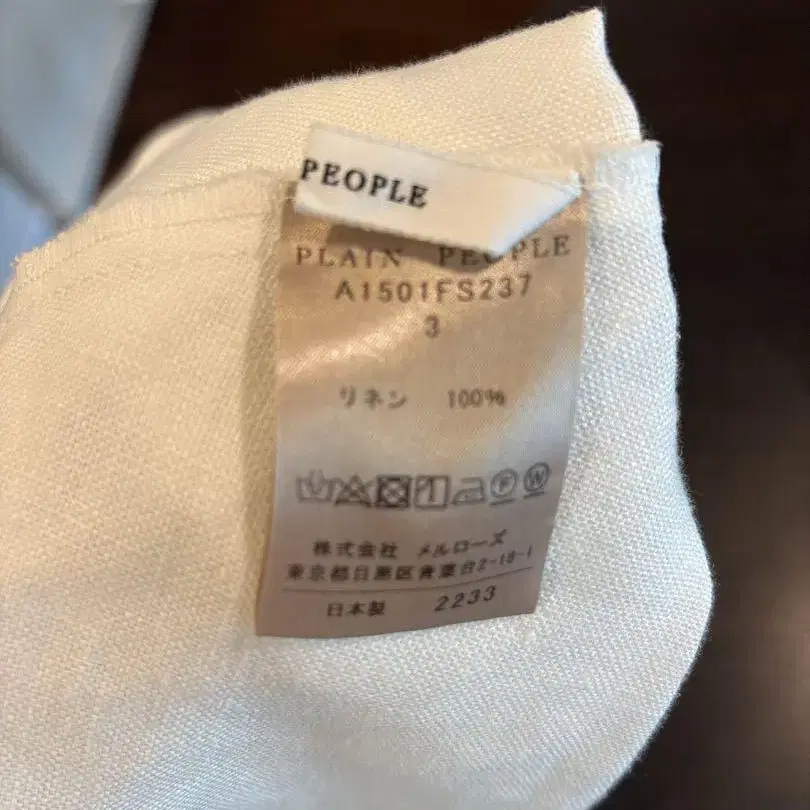 PEOPLE
PLAIN PEOPLE
A1501FS237
3
リネン 100%
F W
株式会社 メルローズ
東京都目黒区青葉台2-18-1
日本製 2233